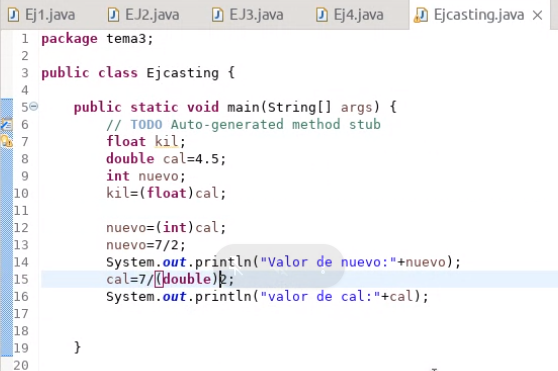 Ej1.java EJ2.java EJ3.java Ej4.java Ejcasting.java
1 package tema3;
2
3 public class Ejcasting {
4
5 public static void main(String[] args) {
6 // TODO Auto-generated method stub
7 float kil;
8 double cal=4.5;
9 int nuevo;
10 kil=(float)cal;
11
12 nuevo=(int)cal;
13 nuevo=7/2;
14 System.out.println("Valor de nuevo:"+nuevo);
15 cal=7/(double)2;
16 System.out.println("valor de cal:"+cal);
17
18
19 }
20